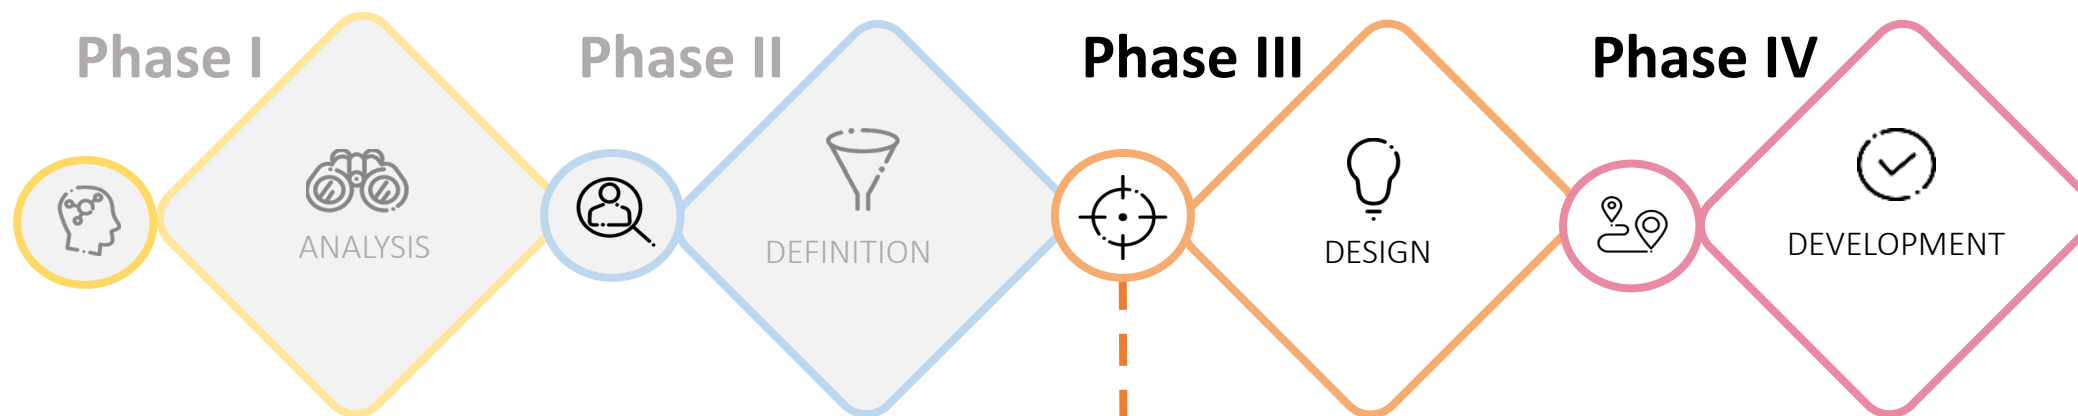 Phase I
Phase II
Phase III
Phase IV
ANALYSIS
DEFINITION
DESIGN
DEVELOPMENT